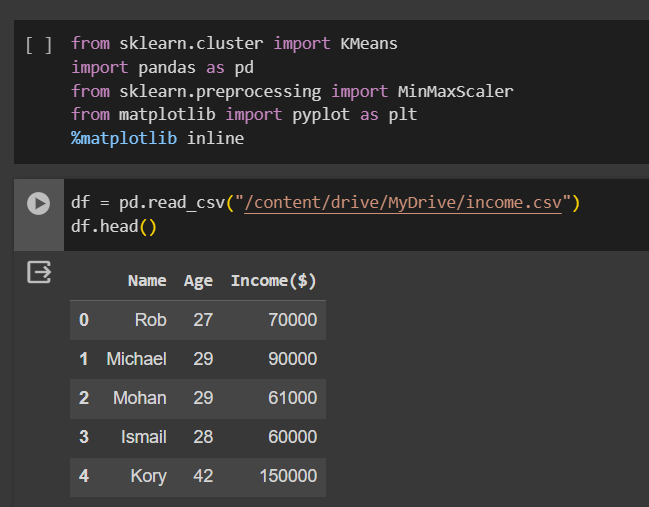 [ ] from sklearn.cluster import KMeans
import pandas as pd
from sklearn.preprocessing import MinMaxScaler
from matplotlib import pyplot as plt
%matplotlib inline
df = pd.read_csv("/content/drive/MyDrive/income.csv")
df.head()
Name Age Income($)
0 Rob 27 70000
1 Michael 29 90000
2 Mohan 29 61000
3 Ismail 28 60000
4 Kory 42 150000